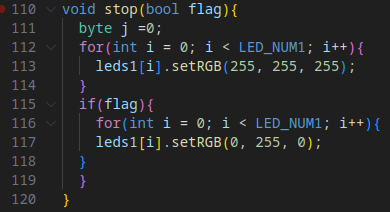 110 void stop(bool flag){
111 byte j =0;
112 for(int i = 0; i < LED_NUM1; i++){
113 leds1[i].setRGB(255, 255, 255);
114 }
115 if(flag){
116 for(int i = 0; i < LED_NUM1; i++){
117 leds1[i].setRGB(0, 255, 0);
118 }
119 }
120 }